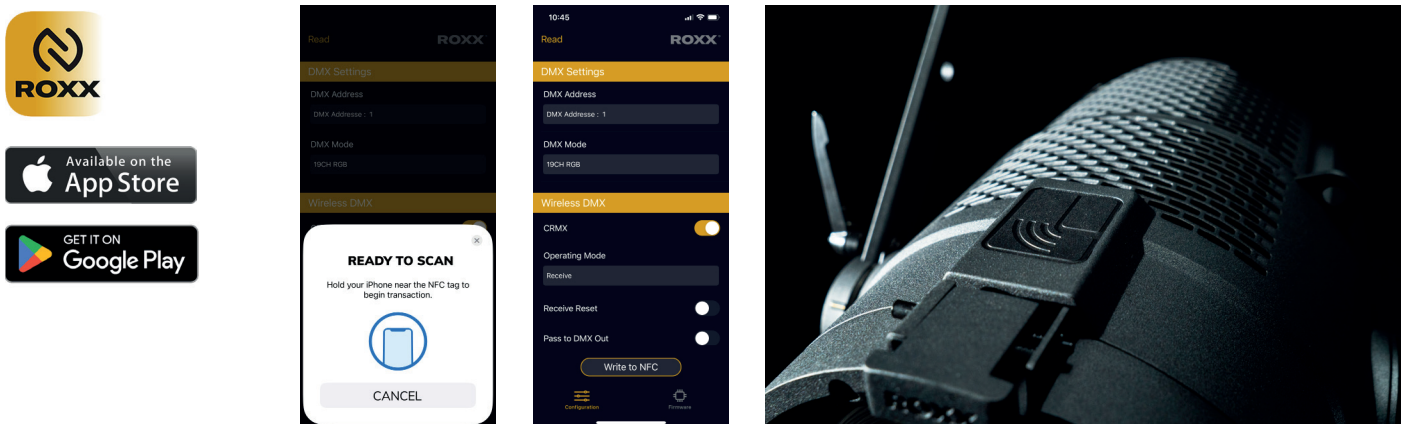 ROXX
Available on the
App Store
GET IT ON
Google Play
Read
ROXX
DMX Settings
DMX Address
DMX Addresse : 1
DMX Mode
19CH RGB
Wireless DMX
READY TO SCAN
Hold your iPhone near the NFC tag to
begin transaction.
CANCEL
10:45
Read
ROXX
DMX Settings
DMX Address
DMX Addresse : 1
DMX Mode
19CH RGB
Wireless DMX
CRMX
Operating Mode
Receive
Receive Reset
Pass to DMX Out
Write to NFC
Configuration
Firmware